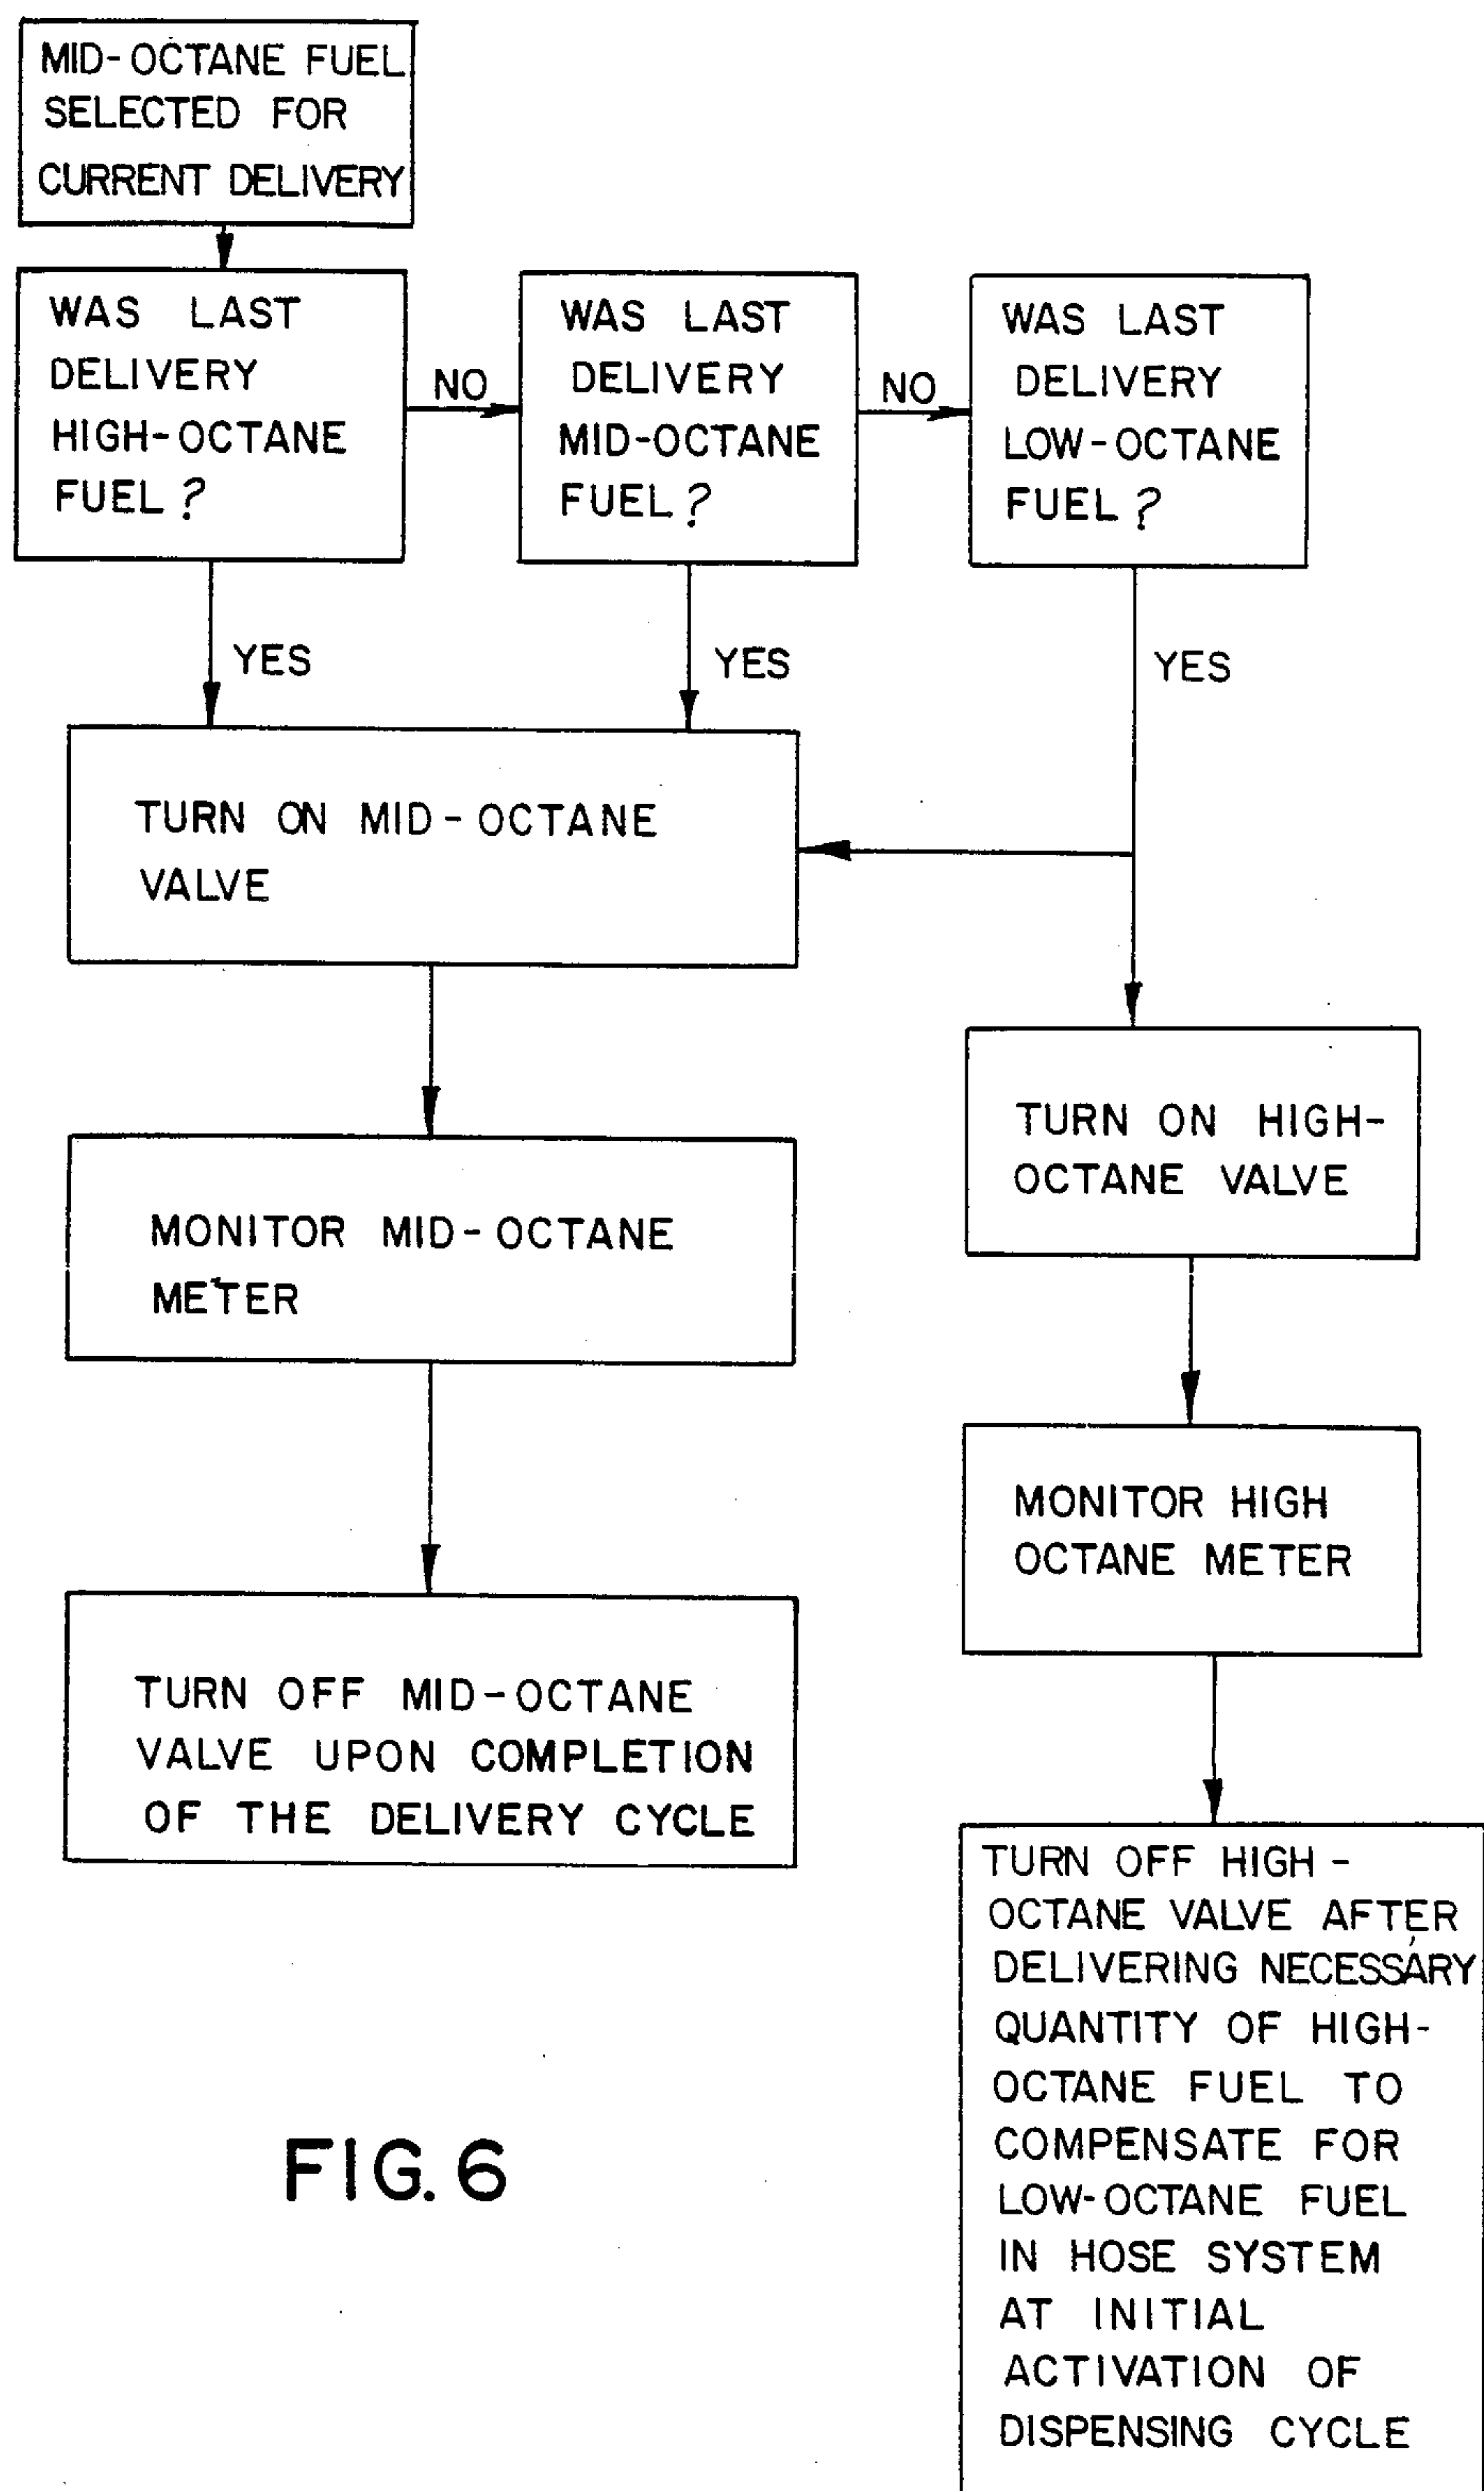 MID-OCTANE FUEL
SELECTED FOR
CURRENT DELIVERY
WAS LAST
DELIVERY
HIGH-OCTANE
FUEL?
NO
WAS LAST
DELIVERY
MID-OCTANE
FUEL?
NO
WAS LAST
DELIVERY
LOW-OCTANE
FUEL?
YES
YES
YES
TURN ON MID-OCTANE
VALVE
TURN ON HIGH-
OCTANE VALVE
MONITOR MID-OCTANE
METER
MONITOR HIGH
OCTANE METER
TURN OFF MID-OCTANE
VALVE UPON COMPLETION
OF THE DELIVERY CYCLE
TURN OFF HIGH-
OCTANE VALVE AFTER
DELIVERING NECESSARY
QUANTITY OF HIGH-
OCTANE FUEL TO
COMPENSATE FOR
LOW-OCTANE FUEL
IN HOSE SYSTEM
AT INITIAL
ACTIVATION OF
DISPENSING CYCLE
FIG. 6